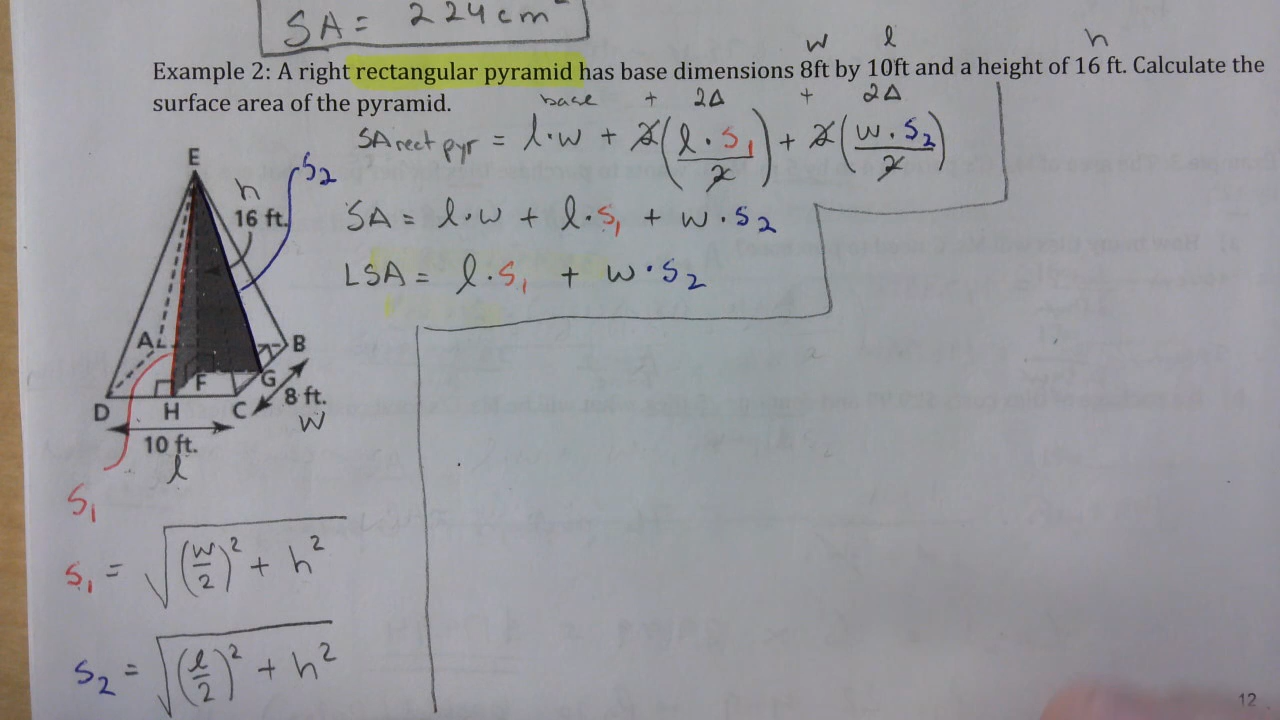 SA = 224 cm²
w l h
Example 2: A right rectangular pyramid has base dimensions 8ft by 10ft and a height of 16 ft. Calculate the
surface area of the pyramid.
base + 2Δ + 2Δ
SA rect pyr = l·w + 2(l·s₁/2) + 2(w·s₂/2)
SA = l·w + l·s₁ + w·s₂
LSA = l·s₁ + w·s₂
E
s₂
h
16 ft.
A
B
F
G
D
H
C
8 ft.
w
10 ft.
l
s₁
s₁ = √((w/2)² + h²)
s₂ = √((l/2)² + h²)
12